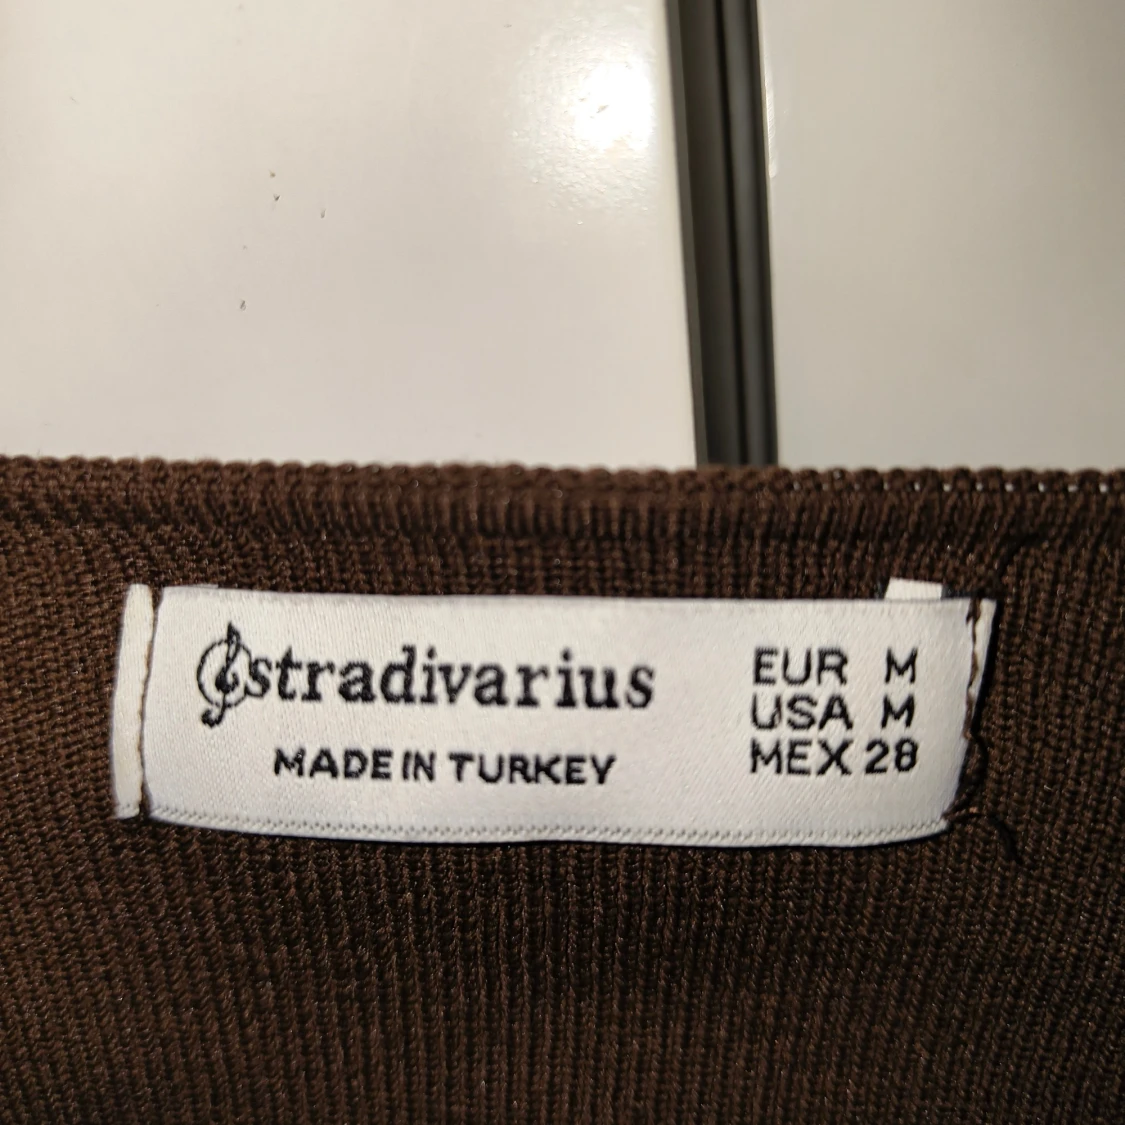 stradivarius
MADE IN TURKEY
EUR M
USA M
MEX 28